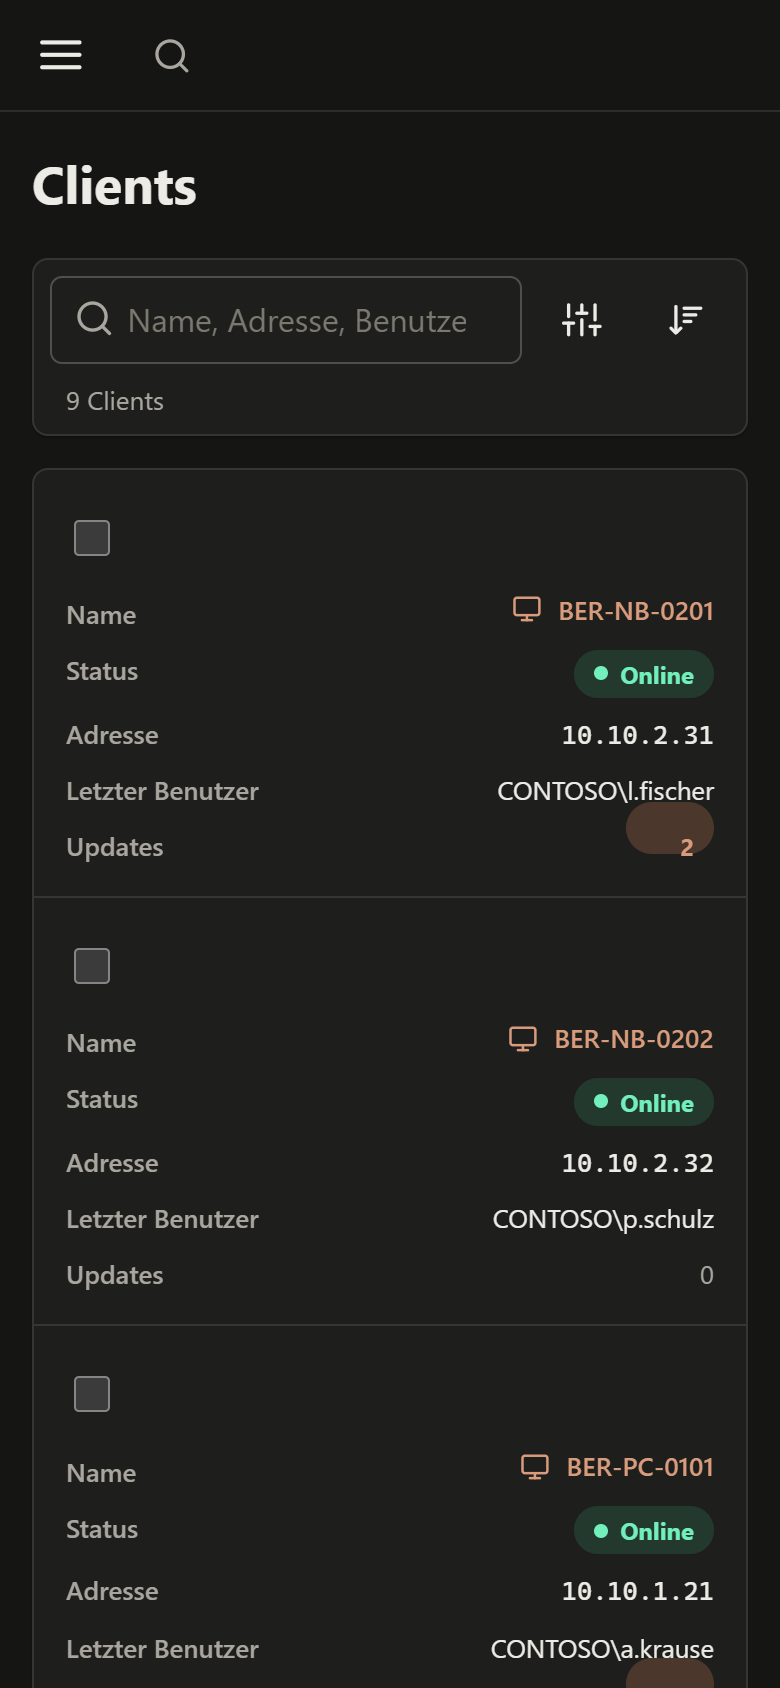 Clients
Name, Adresse, Benutze
9 Clients
Name BER-NB-0201
Status Online
Adresse 10.10.2.31
Letzter Benutzer CONTOSO\l.fischer
Updates 2
Name BER-NB-0202
Status Online
Adresse 10.10.2.32
Letzter Benutzer CONTOSO\p.schulz
Updates 0
Name BER-PC-0101
Status Online
Adresse 10.10.1.21
Letzter Benutzer CONTOSO\a.krause